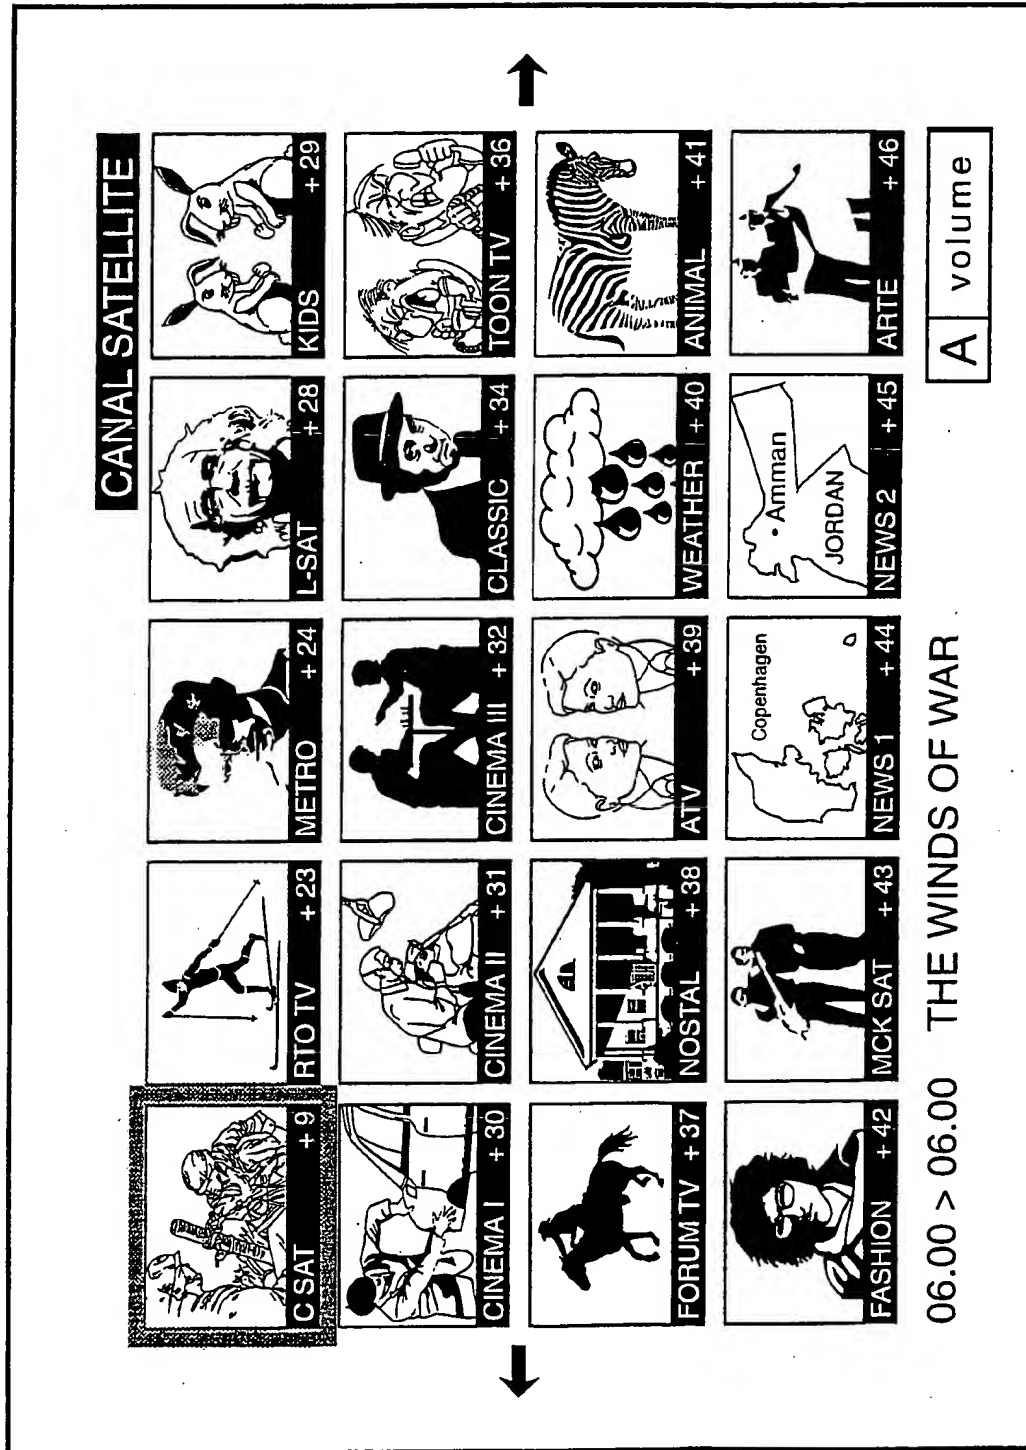 CANAL SATELLITE
C SAT + 9
RTO TV + 23
METRO + 24
L-SAT + 28
KIDS + 29
CINEMA I + 30
CINEMA II + 31
CINEMA III + 32
CLASSIC + 34
TOON TV + 36
FORUM TV + 37
NOSTAL + 38
ATV + 39
WEATHER + 40
ANIMAL + 41
FASHION + 42
MCK SAT + 43
Copenhagen
NEWS 1 + 44
Amman
JORDAN
NEWS 2 + 45
ARTE + 46
06.00 > 06.00 THE WINDS OF WAR
A volume